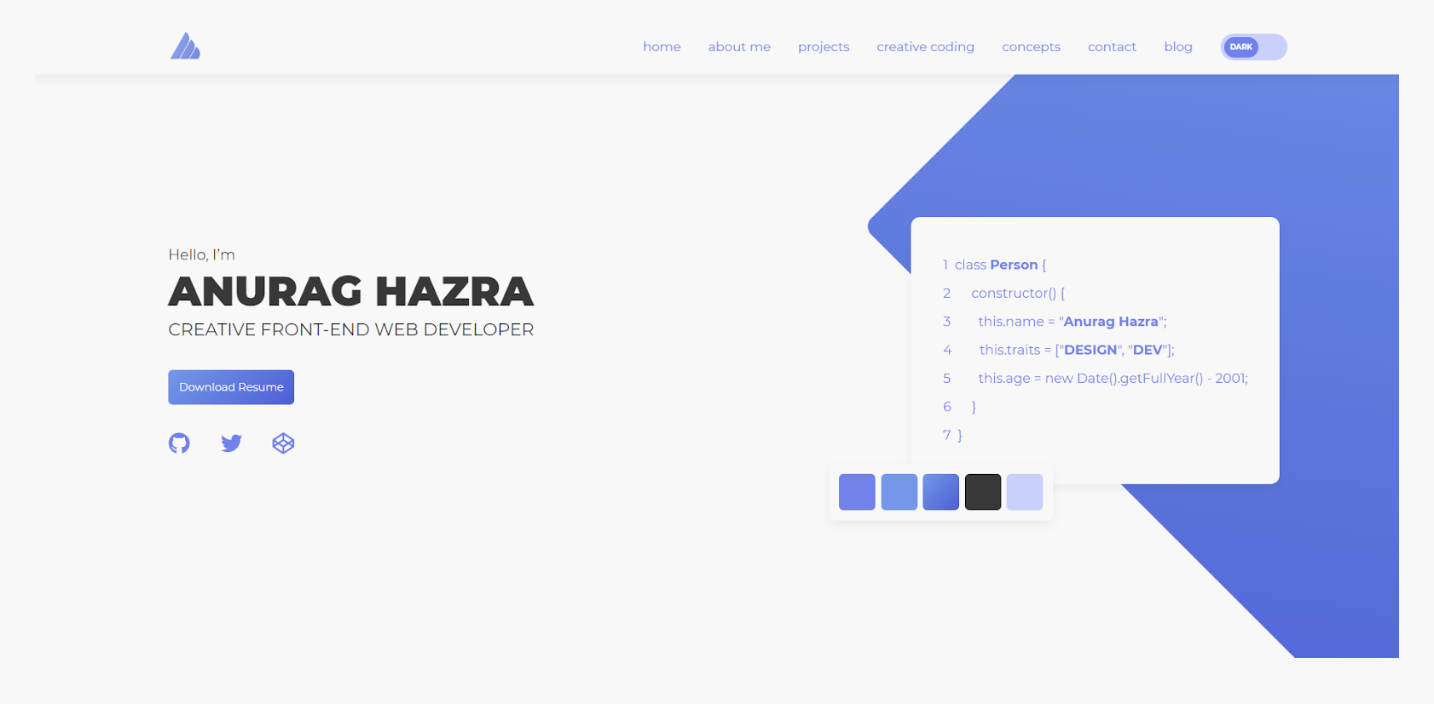 home about me projects creative coding concepts contact blog DARK
Hello, I'm
ANURAG HAZRA
CREATIVE FRONT-END WEB DEVELOPER
Download Resume
1 class Person {
2 constructor() {
3 this.name = "Anurag Hazra";
4 this.traits = ["DESIGN", "DEV"];
5 this.age = new Date().getFullYear() - 2001;
6 }
7 }